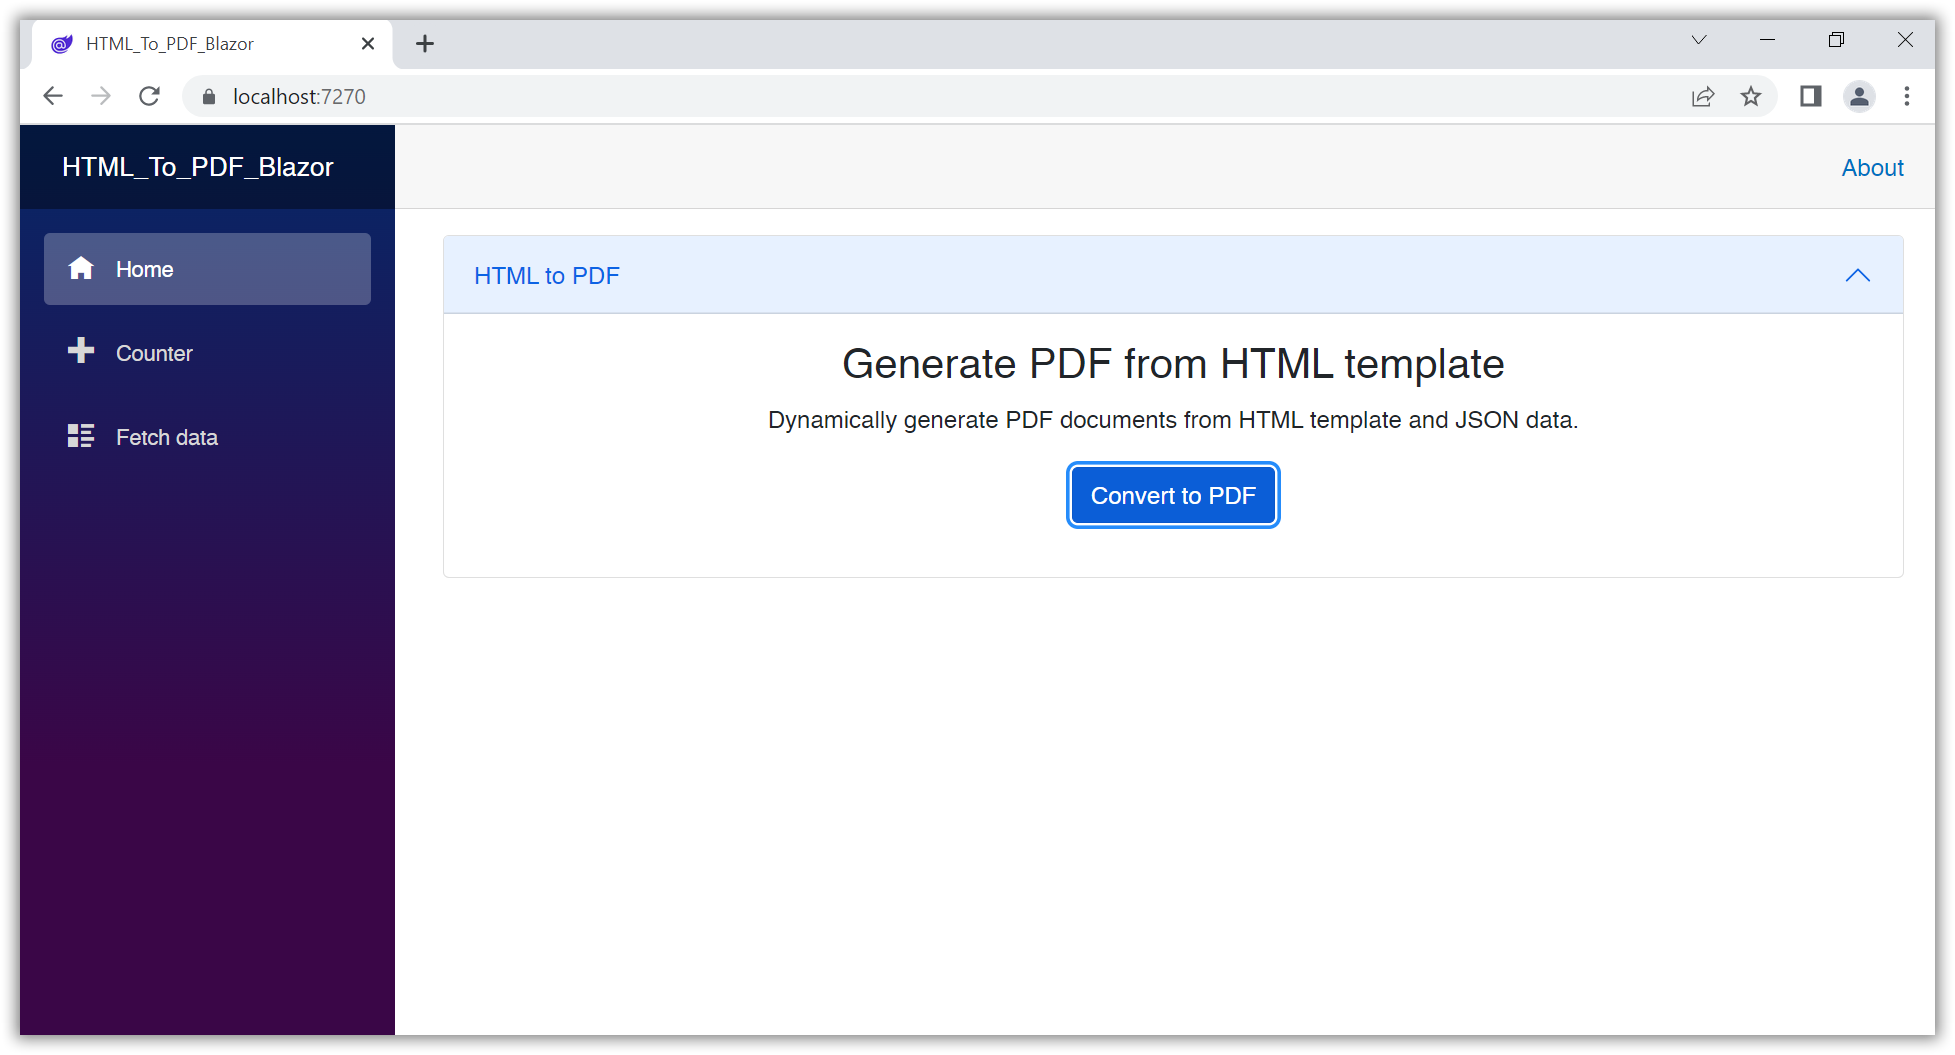 HTML_To_PDF_Blazor
localhost:7270
HTML_To_PDF_Blazor
About
Home
Counter
Fetch data
HTML to PDF
Generate PDF from HTML template
Dynamically generate PDF documents from HTML template and JSON data.
Convert to PDF